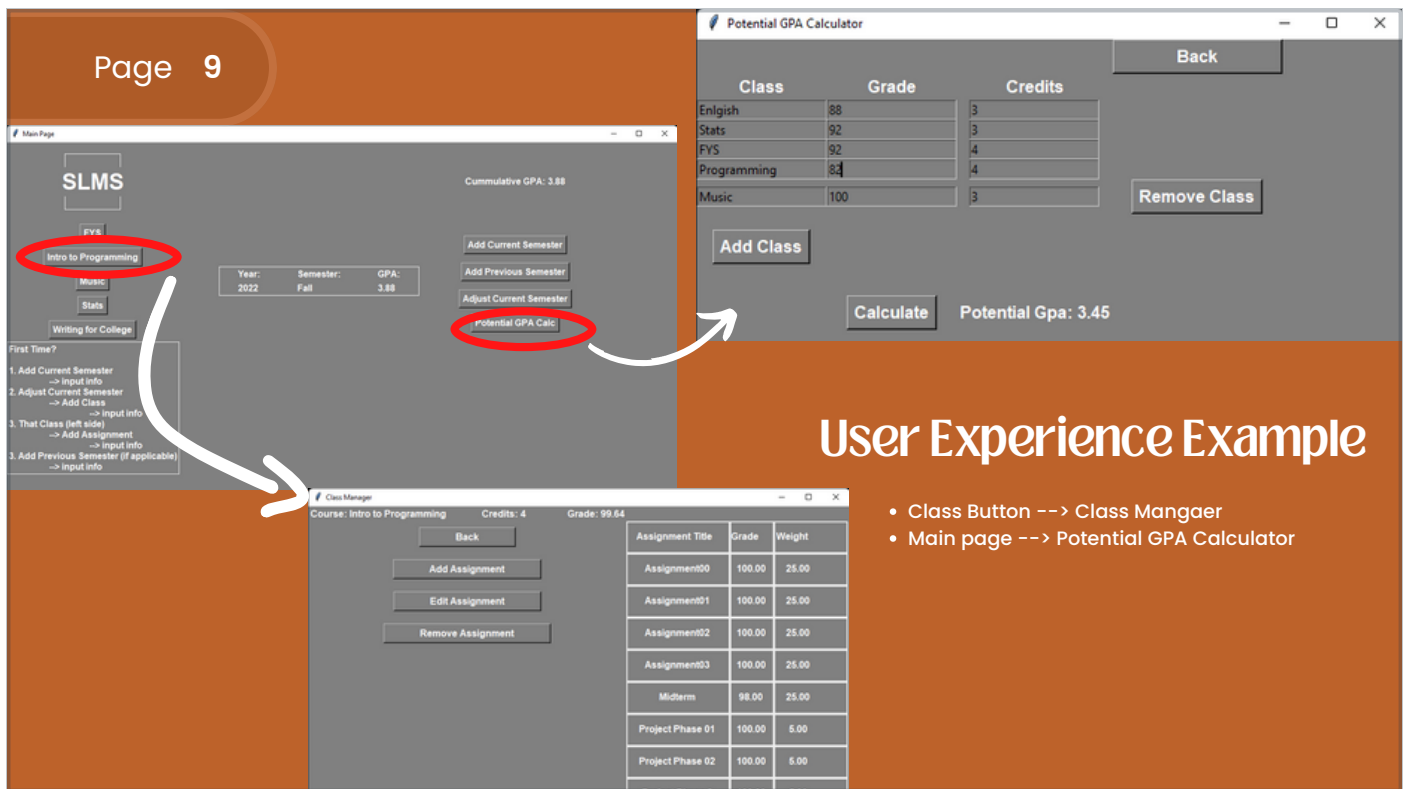 Page 9
Main Page
SLMS
Cummulative GPA: 3.88
FYS
Intro to Programming
Music
Stats
Writing for College
Year: Semester: GPA:
2022 Fall 3.88
Add Current Semester
Add Previous Semester
Adjust Current Semester
Potential GPA Calc
First Time?
1. Add Current Semester
--> input info
2. Adjust Current Semester
--> Add Class
--> input info
3. That Class (left side)
--> Add Assignment
--> input info
3. Add Previous Semester (if applicable)
--> input info
Potential GPA Calculator
Back
Class Grade Credits
Enlgish 88 3
Stats 92 3
FYS 92 4
Programming 82 4
Music 100 3
Remove Class
Add Class
Calculate Potential Gpa: 3.45
User Experience Example
• Class Button --> Class Mangaer
• Main page --> Potential GPA Calculator
Class Manager
Course: Intro to Programming Credits: 4 Grade: 99.64
Back
Add Assignment
Edit Assignment
Remove Assignment
Assignment Title Grade Weight
Assignment00 100.00 25.00
Assignment01 100.00 25.00
Assignment02 100.00 25.00
Assignment03 100.00 25.00
Midterm 98.00 25.00
Project Phase 01 100.00 5.00
Project Phase 02 100.00 5.00